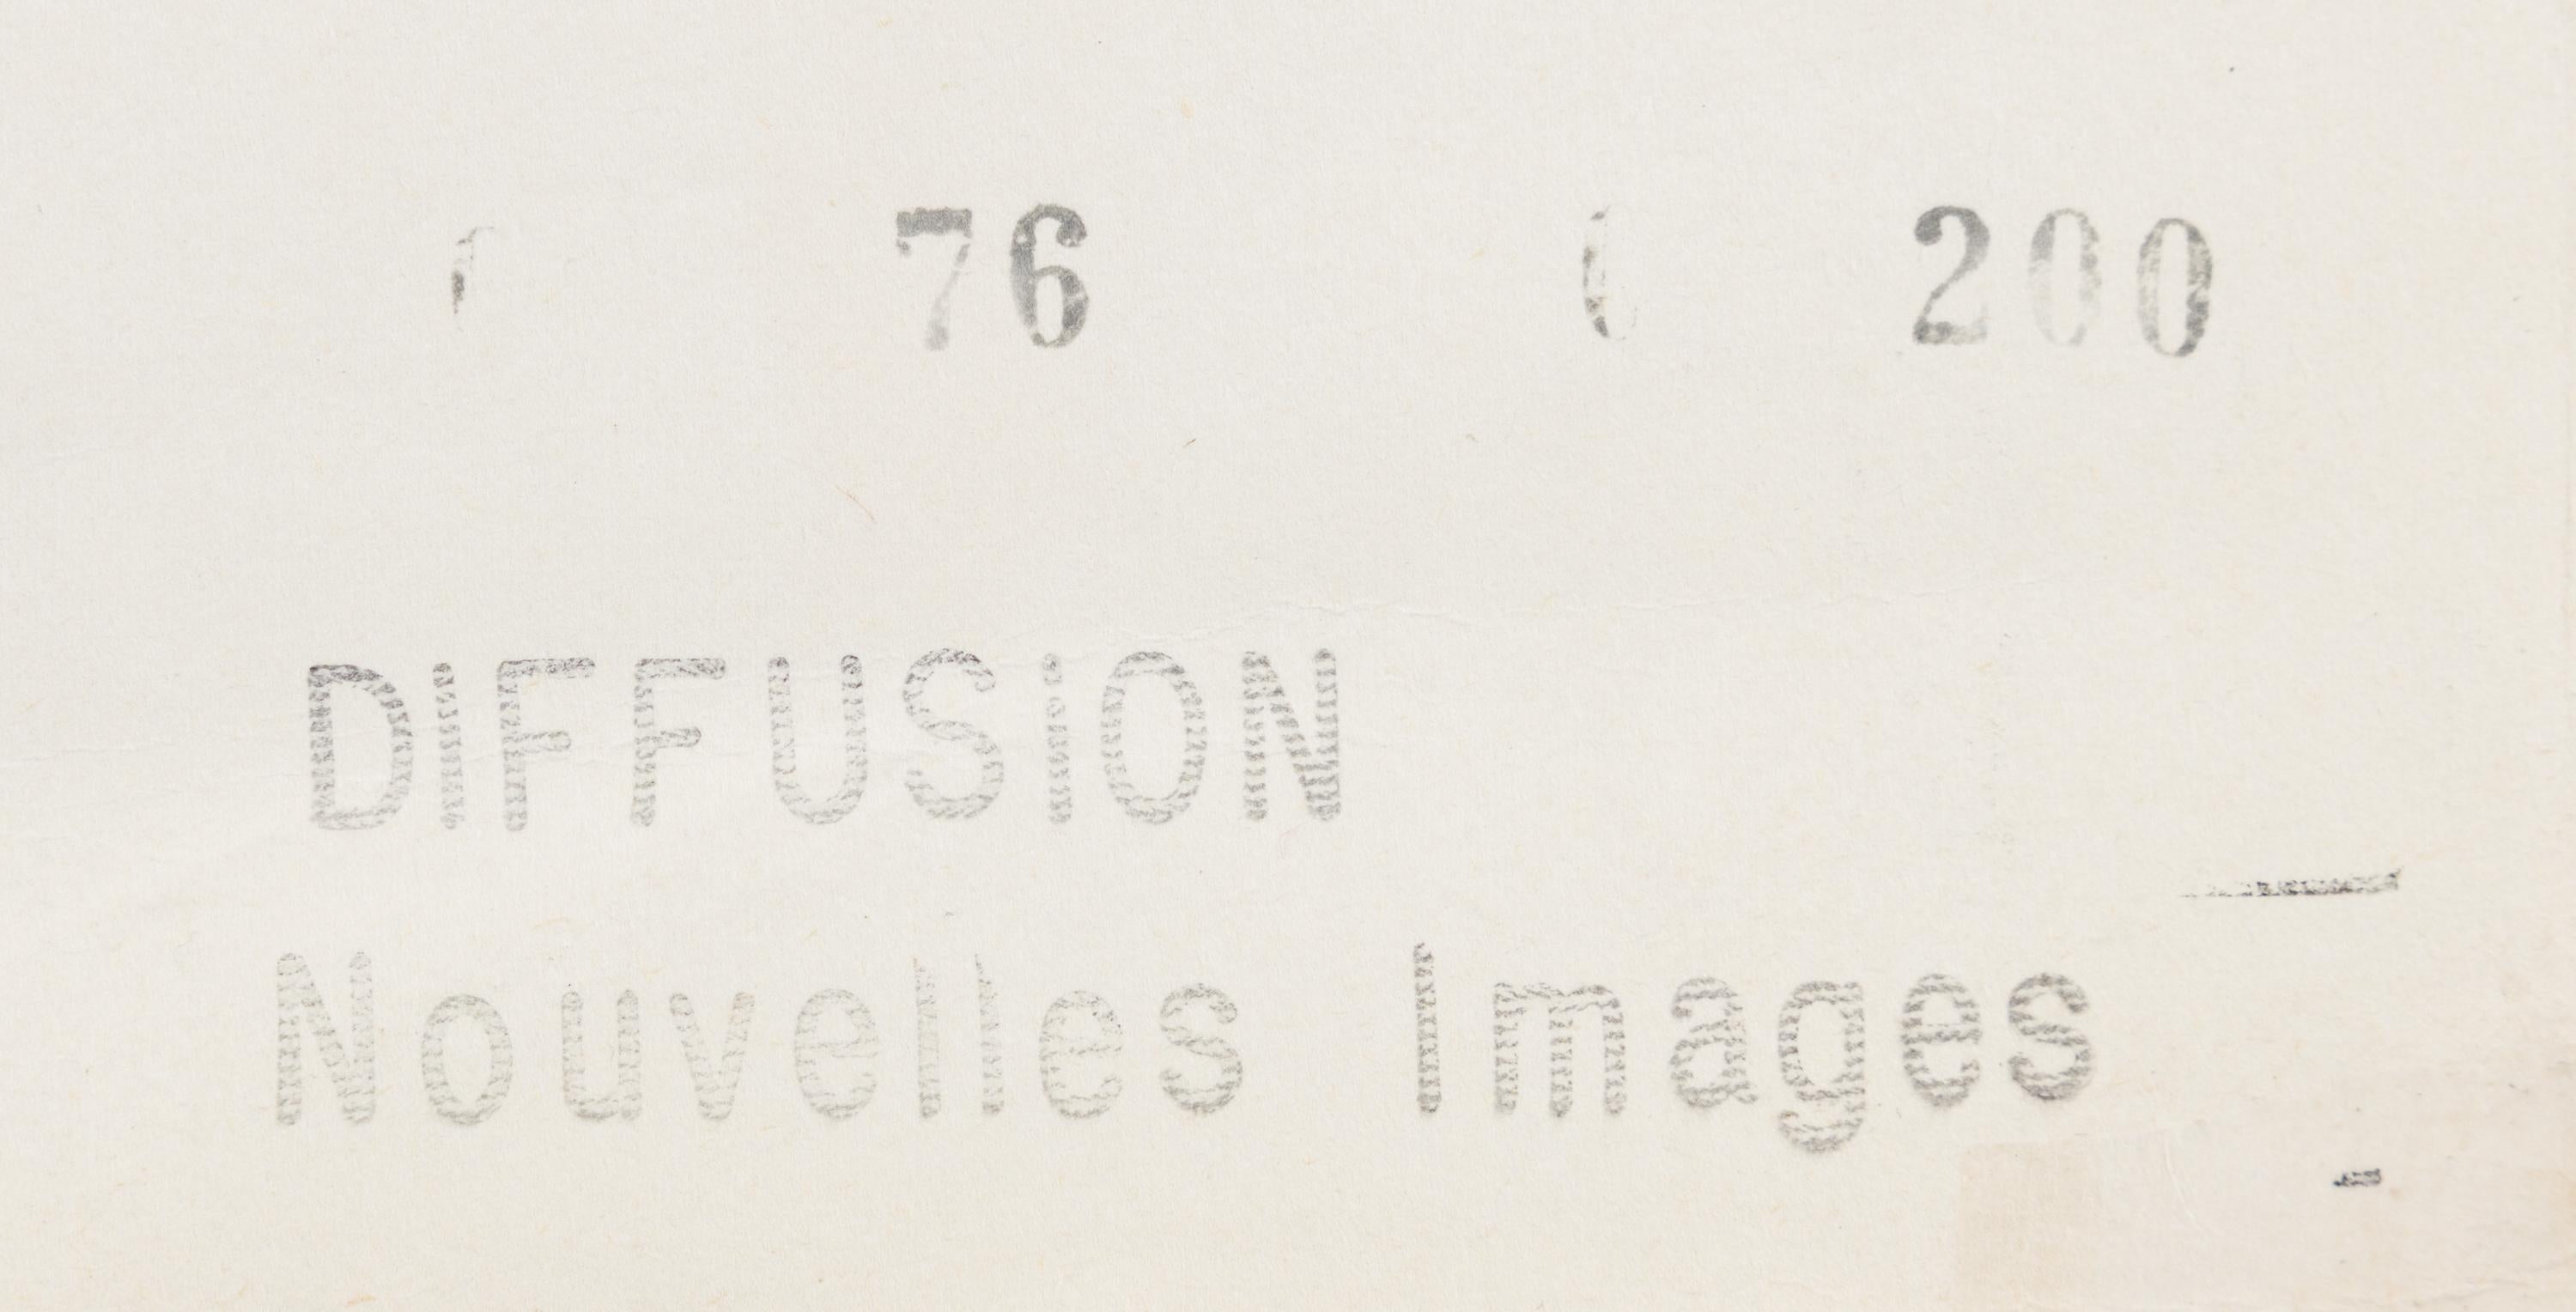 76 200
DIFFUSION
Nouvelles Images